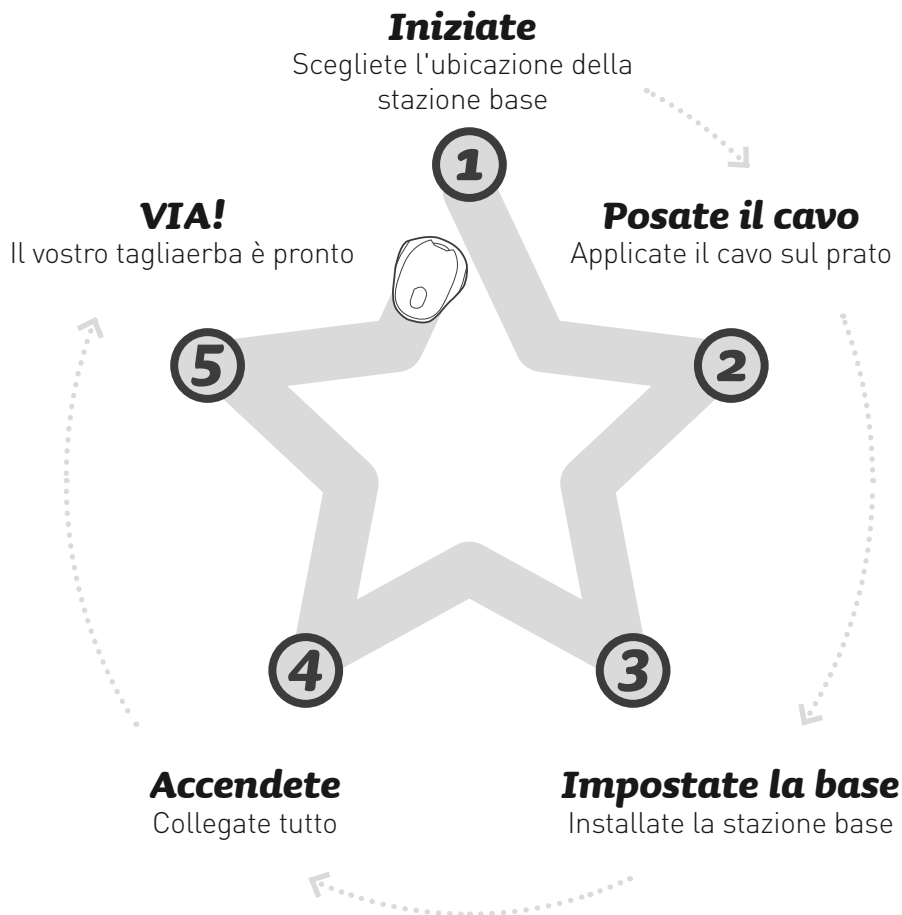 Iniziate
Scegliete l'ubicazione della
stazione base
1
Posate il cavo
Applicate il cavo sul prato
2
3
Impostate la base
Installate la stazione base
4
Accendete
Collegate tutto
5
VIA!
Il vostro tagliaerba è pronto